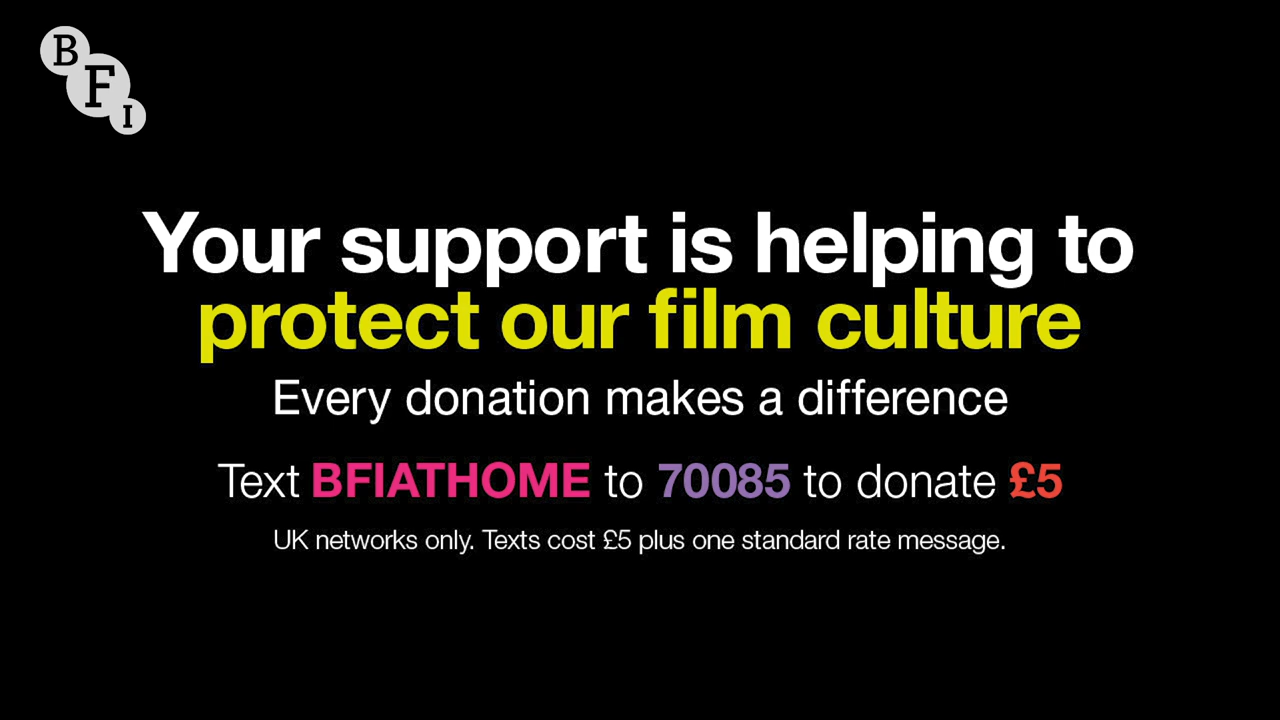 BFI
Your support is helping to
protect our film culture
Every donation makes a difference
Text BFIATHOME to 70085 to donate £5
UK networks only. Texts cost £5 plus one standard rate message.